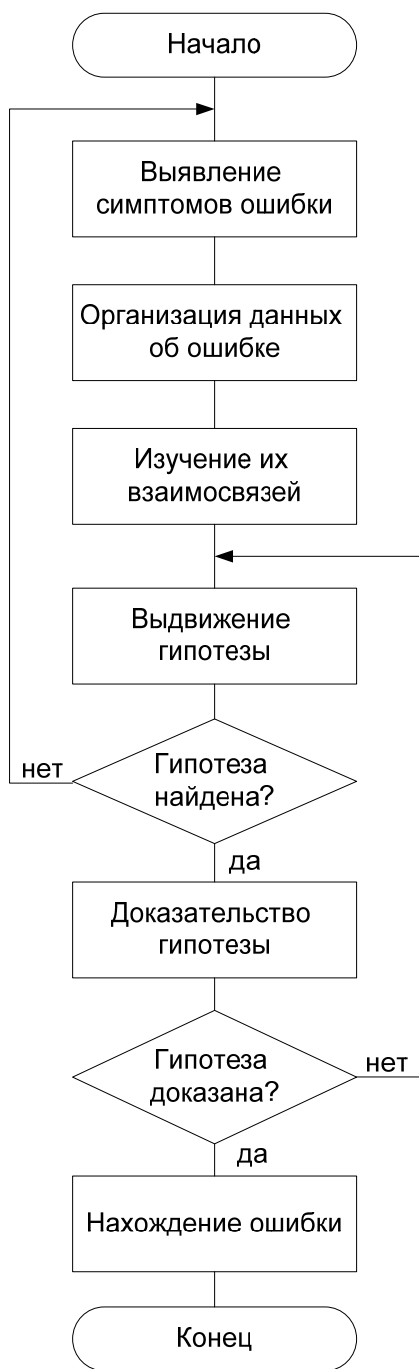 Начало
Выявление
симптомов ошибки
Организация данных
об ошибке
Изучение их
взаимосвязей
Выдвижение
гипотезы
нет
Гипотеза
найдена?
да
Доказательство
гипотезы
Гипотеза
доказана?
нет
да
Нахождение ошибки
Конец